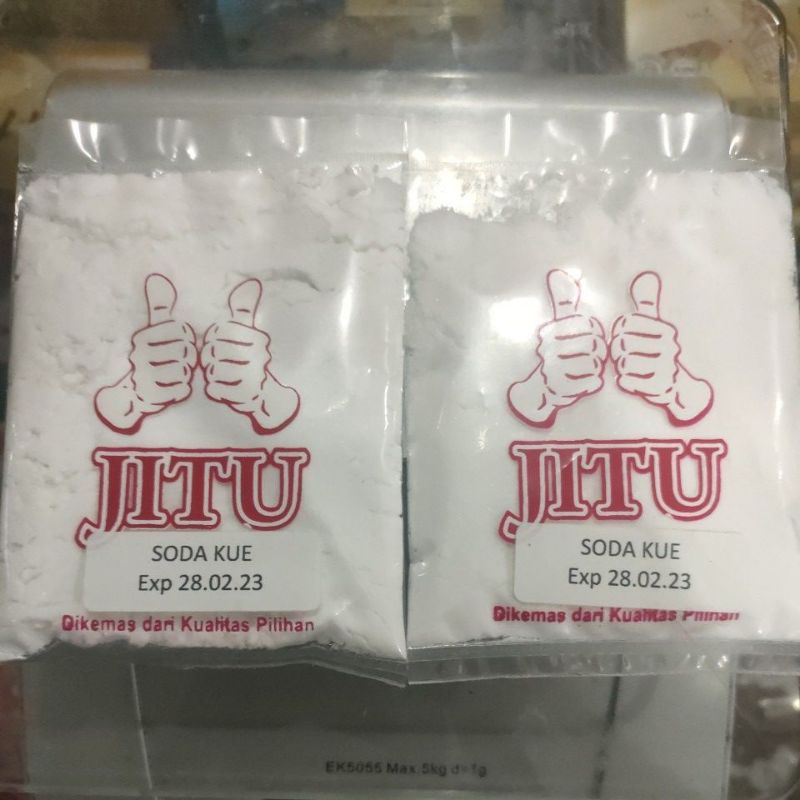 JITU
SODA KUE
Exp 28.02.23
Dikemas dari Kualitas Pilihan
JITU
SODA KUE
Exp 28.02.23
Dikemas dari Kualitas Pilihan
EK5055 Max.5kg d=1g